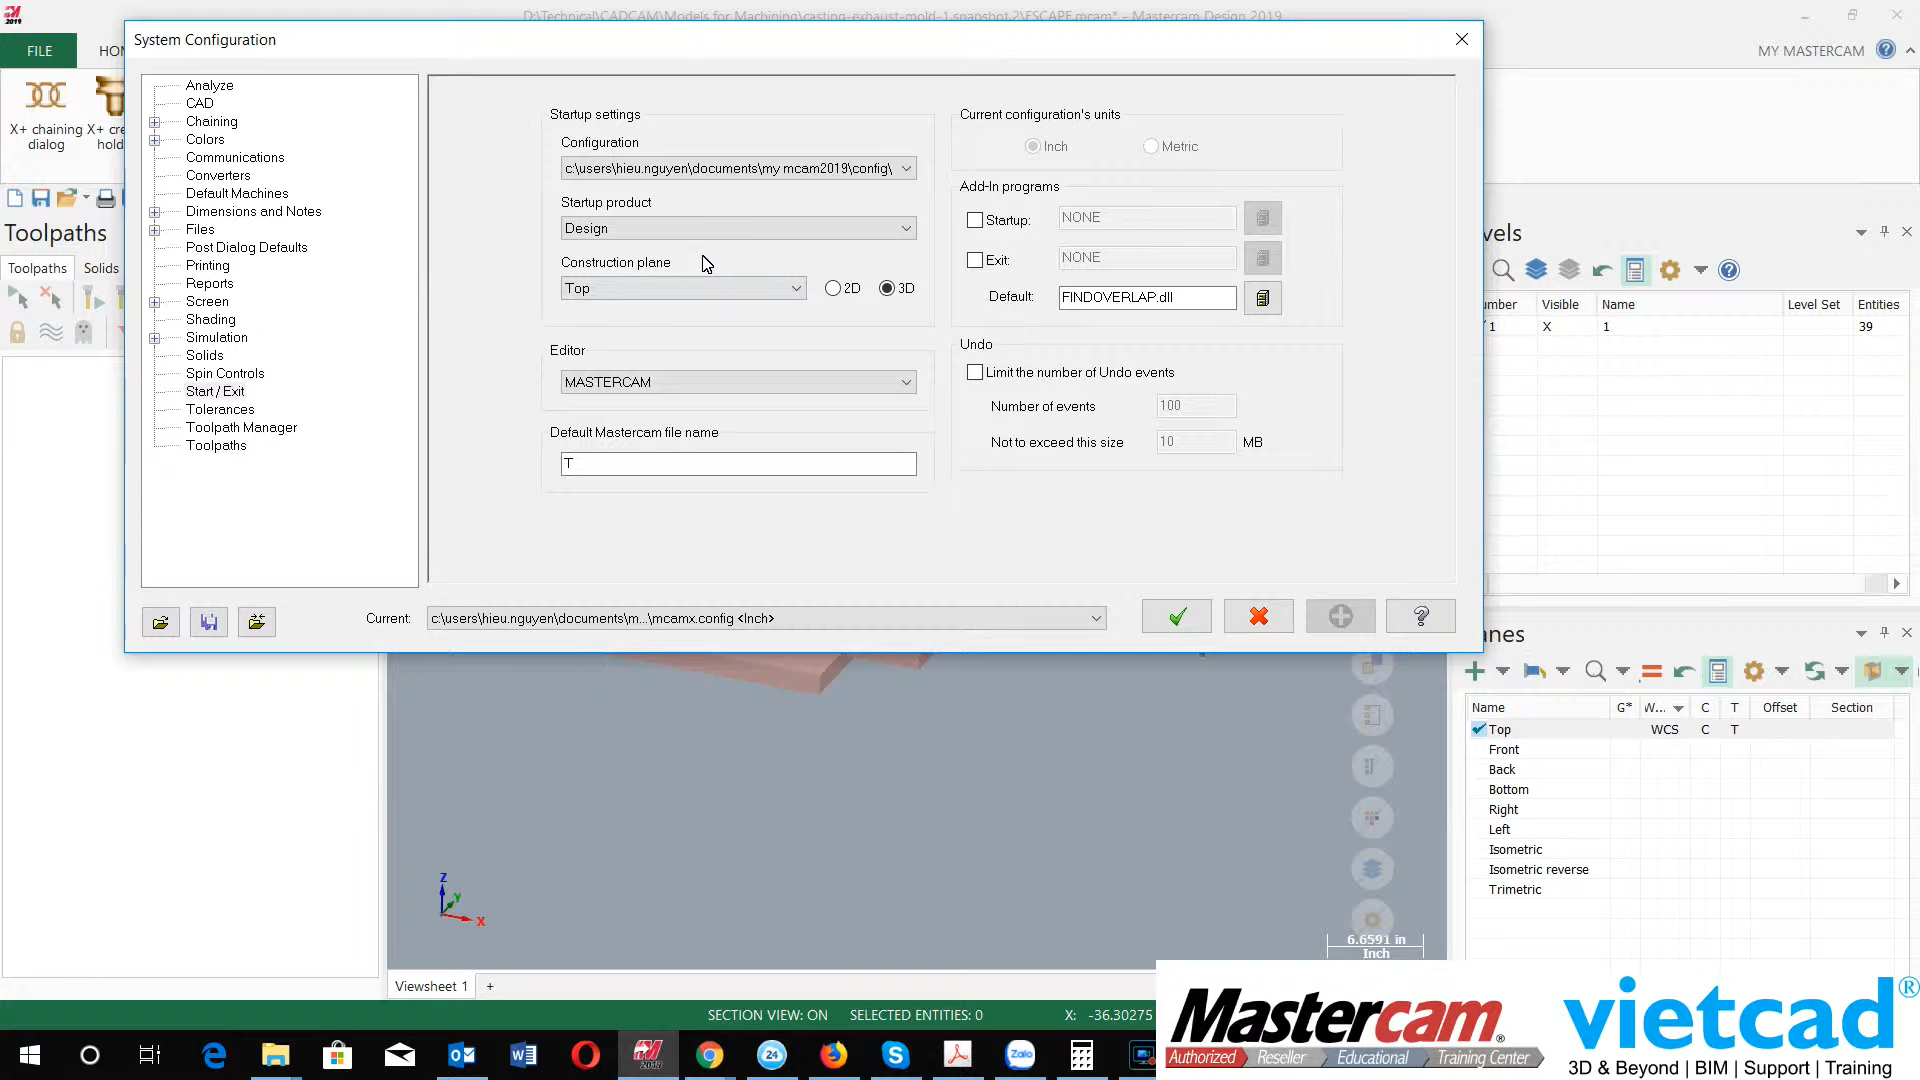 D:\Technical\CADCAM\Models for Machining\casting-exhaust-mold-1.snapshot.2\ESCAPE.mcam* - Mastercam Design 2019
2019
FILE
HO
MY MASTERCAM
X+ chaining dialog
X+ cre
hold
System Configuration
Analyze
CAD
Chaining
Colors
Communications
Converters
Default Machines
Dimensions and Notes
Files
Post Dialog Defaults
Printing
Reports
Screen
Shading
Simulation
Solids
Spin Controls
Start / Exit
Tolerances
Toolpath Manager
Toolpaths
Startup settings
Configuration
c:\users\hieu.nguyen\documents\my mcam2019\config\
Startup product
Design
Construction plane
Top
2D
3D
Editor
MASTERCAM
Default Mastercam file name
T
Current configuration's units
Inch
Metric
Add-In programs
Startup:
NONE
Exit:
NONE
Default:
FINDOVERLAP.dll
Undo
Limit the number of Undo events
Number of events
100
Not to exceed this size
10
MB
Current:
c:\users\hieu.nguyen\documents\m...\mcamx.config <Inch>
Toolpaths
Toolpaths
Solids
vels
umber
Visible
Name
Level Set
Entities
1
X
1
39
anes
Name
G*
W...
C
T
Offset
Section
Top
WCS
C
T
Front
Back
Bottom
Right
Left
Isometric
Isometric reverse
Trimetric
Z
Y
X
6.6591 in
Inch
Viewsheet 1
+
SECTION VIEW: ON
SELECTED ENTITIES: 0
X: -36.30275
2019
24
Zalo
Mastercam®
Authorized Reseller Educational Training Center
vietcad®
3D & Beyond | BIM | Support | Training